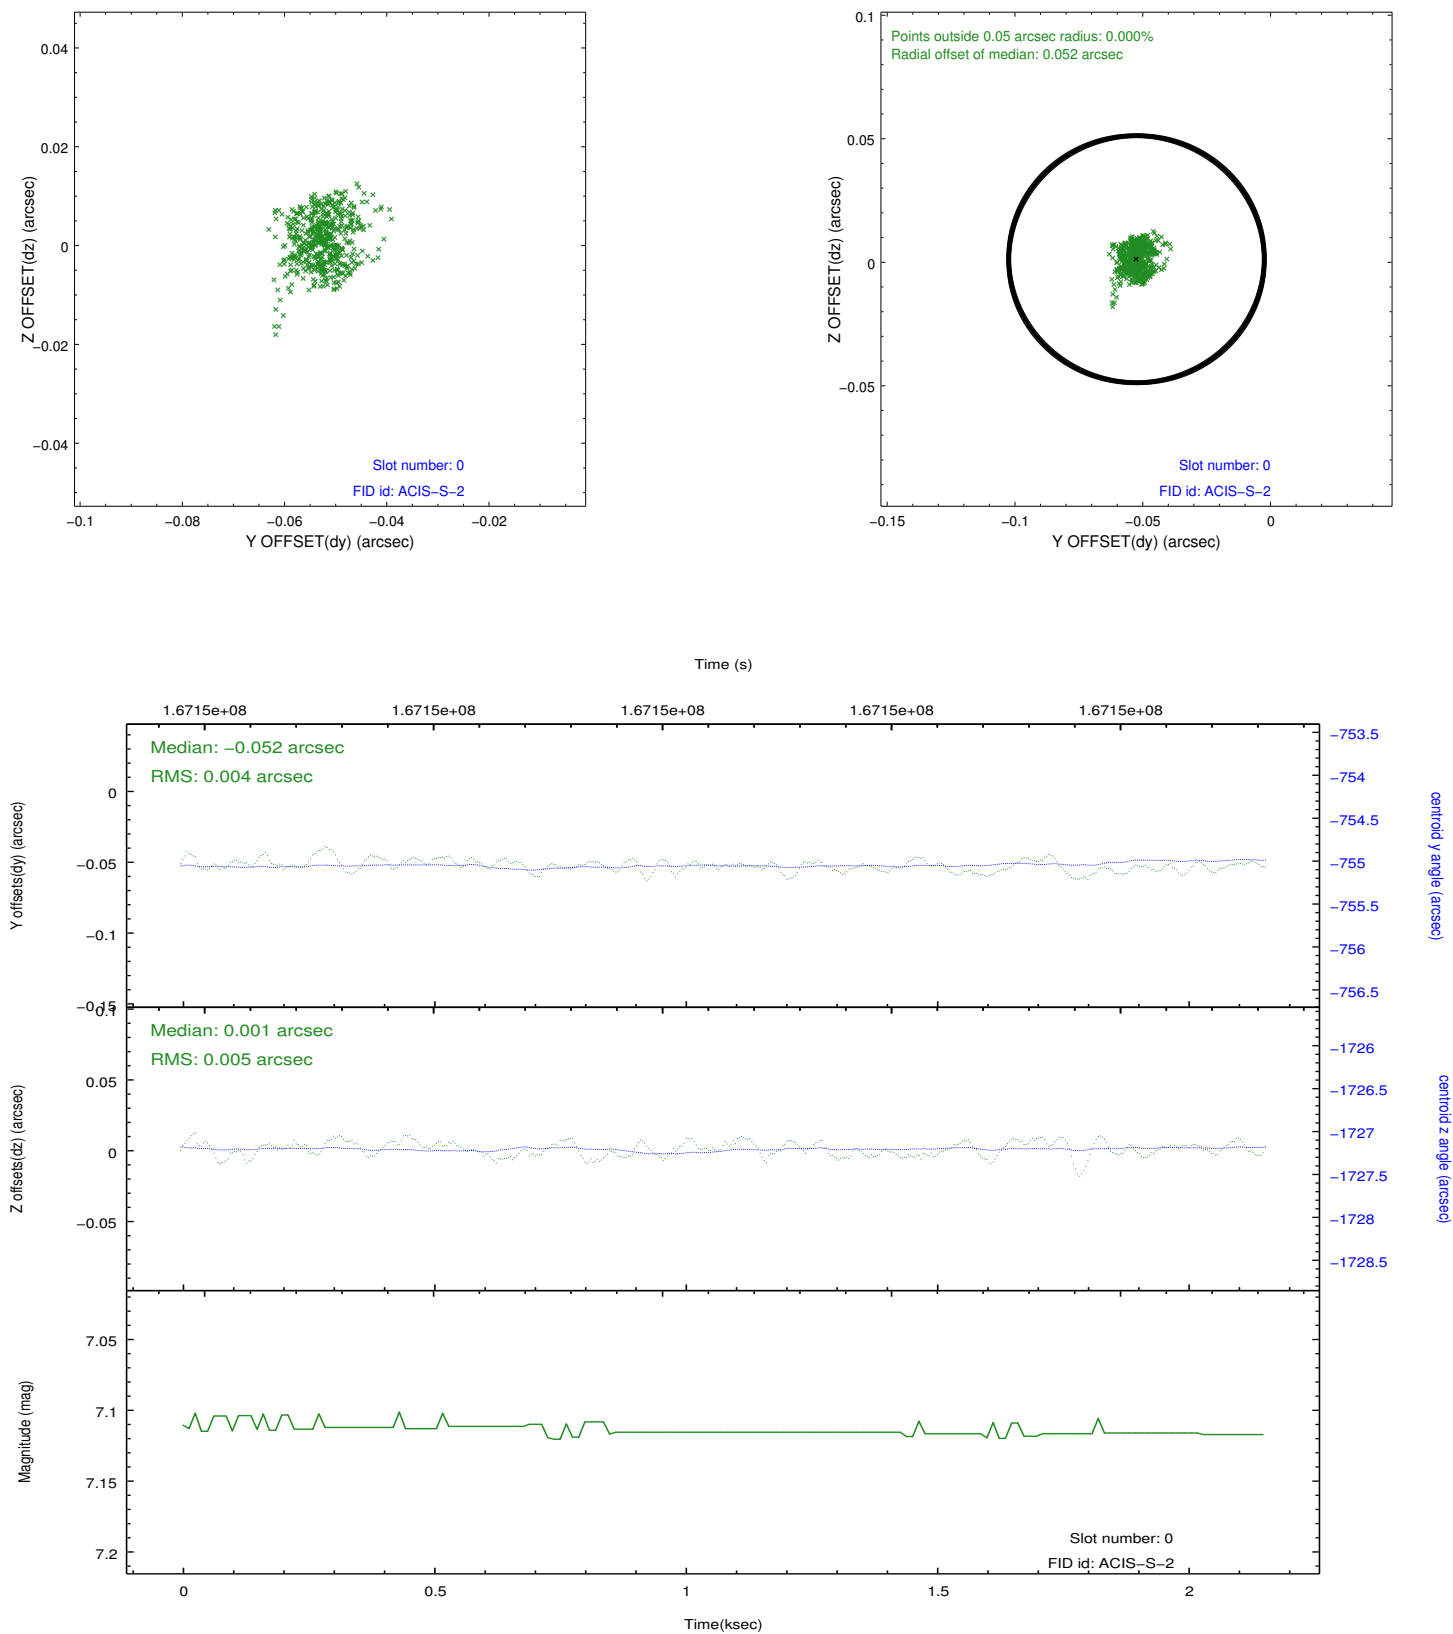 0.04
0.02
0
−0.02
−0.04
Z OFFSET(dz) (arcsec)
Slot number: 0
FID id: ACIS−S−2
−0.1
−0.08
−0.06
−0.04
−0.02
Y OFFSET(dy) (arcsec)
0.1
0.05
0
−0.05
Z OFFSET(dz) (arcsec)
Points outside 0.05 arcsec radius: 0.000%
Radial offset of median: 0.052 arcsec
Slot number: 0
FID id: ACIS−S−2
−0.15
−0.1
−0.05
0
Y OFFSET(dy) (arcsec)
Time (s)
1.6715e+08
1.6715e+08
1.6715e+08
1.6715e+08
1.6715e+08
Median: −0.052 arcsec
RMS: 0.004 arcsec
0
−0.05
−0.1
−0.15
Y offsets(dy) (arcsec)
−753.5
−754
−754.5
−755
−755.5
−756
−756.5
centroid y angle (arcsec)
Median: 0.001 arcsec
RMS: 0.005 arcsec
0.1
0.05
0
−0.05
Z offsets(dz) (arcsec)
−1726
−1726.5
−1727
−1727.5
−1728
−1728.5
centroid z angle (arcsec)
7.05
7.1
7.15
7.2
Magnitude (mag)
Slot number: 0
FID id: ACIS−S−2
0
0.5
1
1.5
2
Time(ksec)